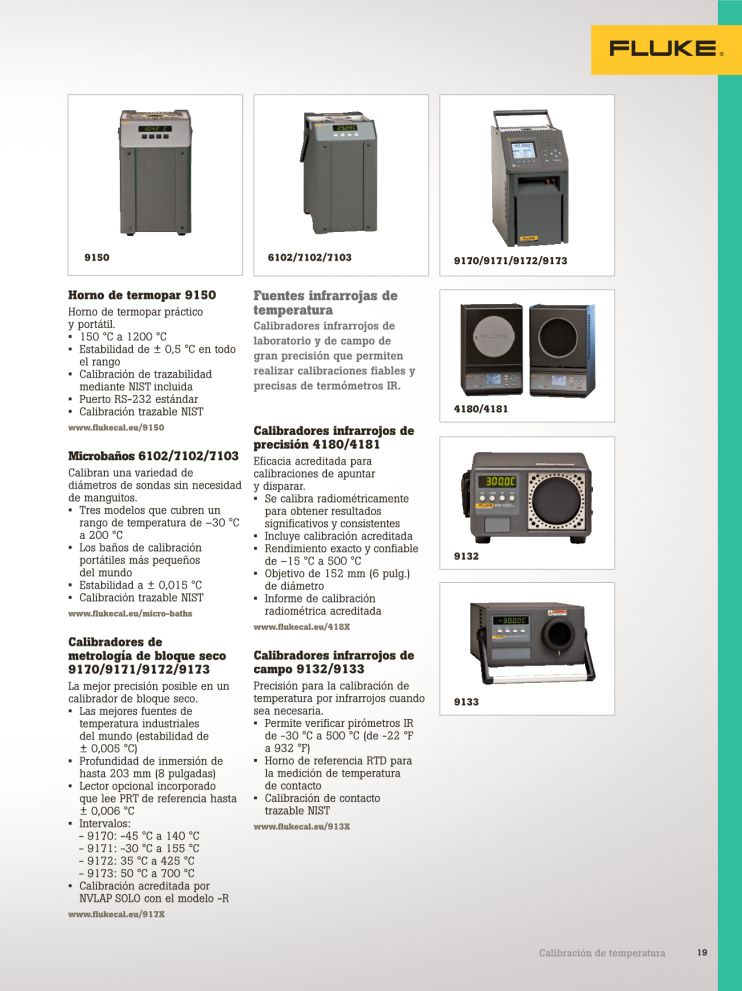 FLUKE®
9150
6102/7102/7103
9170/9171/9172/9173
Horno de termopar 9150
Horno de termopar práctico
y portátil.
▪ 150 °C a 1200 °C
▪ Estabilidad de ± 0,5 °C en todo
el rango
▪ Calibración de trazabilidad
mediante NIST incluida
▪ Puerto RS-232 estándar
▪ Calibración trazable NIST
www.flukecal.eu/9150
Microbaños 6102/7102/7103
Calibran una variedad de
diámetros de sondas sin necesidad
de manguitos.
▪ Tres modelos que cubren un
rango de temperatura de –30 °C
a 200 °C
▪ Los baños de calibración
portátiles más pequeños
del mundo
▪ Estabilidad a ± 0,015 °C
▪ Calibración trazable NIST
www.flukecal.eu/micro-baths
Calibradores de
metrología de bloque seco
9170/9171/9172/9173
La mejor precisión posible en un
calibrador de bloque seco.
▪ Las mejores fuentes de
temperatura industriales
del mundo (estabilidad de
± 0,005 °C)
▪ Profundidad de inmersión de
hasta 203 mm (8 pulgadas)
▪ Lector opcional incorporado
que lee PRT de referencia hasta
± 0,006 °C
▪ Intervalos:
- 9170: -45 °C a 140 °C
- 9171: -30 °C a 155 °C
- 9172: 35 °C a 425 °C
- 9173: 50 °C a 700 °C
▪ Calibración acreditada por
NVLAP SOLO con el modelo -R
www.flukecal.eu/917X
Fuentes infrarrojas de
temperatura
Calibradores infrarrojos de
laboratorio y de campo de
gran precisión que permiten
realizar calibraciones fiables y
precisas de termómetros IR.
Calibradores infrarrojos de
precisión 4180/4181
Eficacia acreditada para
calibraciones de apuntar
y disparar.
▪ Se calibra radiométricamente
para obtener resultados
significativos y consistentes
▪ Incluye calibración acreditada
▪ Rendimiento exacto y confiable
de –15 °C a 500 °C
▪ Objetivo de 152 mm (6 pulg.)
de diámetro
▪ Informe de calibración
radiométrica acreditada
www.flukecal.eu/418X
Calibradores infrarrojos de
campo 9132/9133
Precisión para la calibración de
temperatura por infrarrojos cuando
sea necesaria.
▪ Permite verificar pirómetros IR
de -30 °C a 500 °C (de -22 °F
a 932 °F)
▪ Horno de referencia RTD para
la medición de temperatura
de contacto
▪ Calibración de contacto
trazable NIST
www.flukecal.eu/913X
FLUKE
FLUKE
4180/4181
300.0C
FLUKE
9132
-30.00C
9133
Calibración de temperatura 19